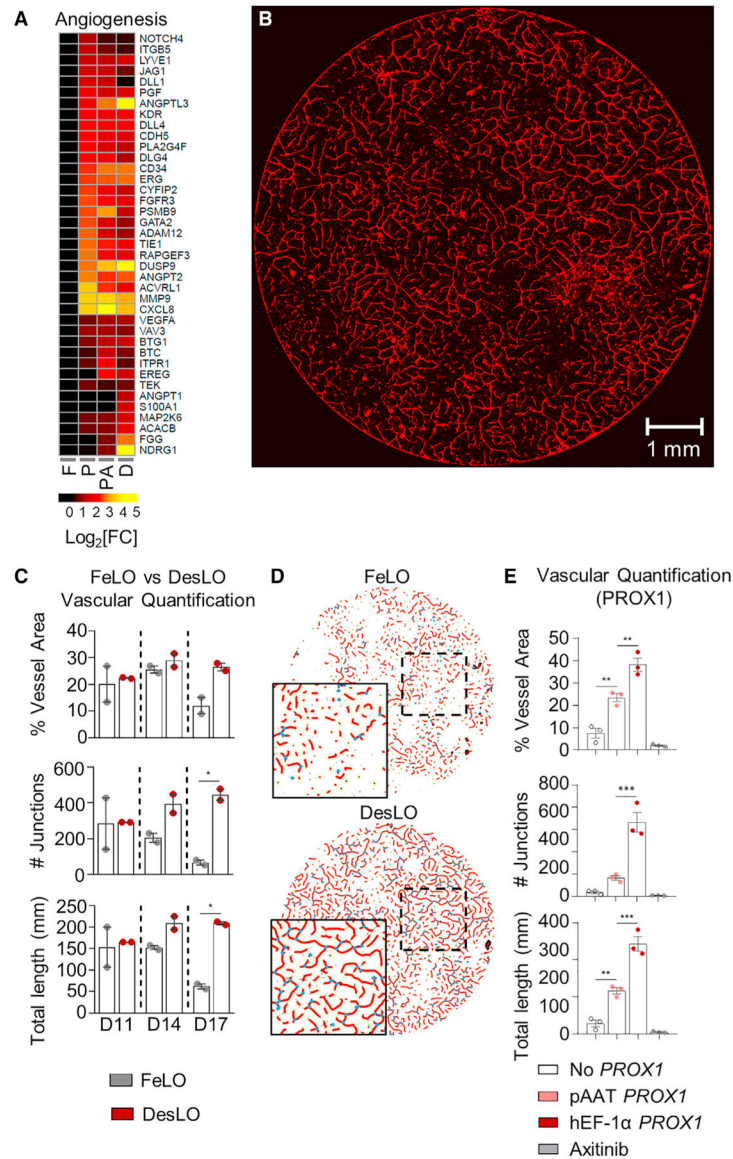 A Angiogenesis
NOTCH4
ITGB5
LYVE1
JAG1
DLL1
PGF
ANGPTL3
KDR
DLL4
CDH5
PLA2G4F
DLG4
CD34
ERG
CYFIP2
FGFR3
PSMB9
GATA2
ADAM12
TIE1
RAPGEF3
DUSP9
ANGPT2
ACVRL1
MMP9
CXCL8
VEGFA
VAV3
BTG1
BTC
ITPR1
EREG
TEK
ANGPT1
S100A1
MAP2K6
ACACB
FGG
NDRG1
F P PA D
0 1 2 3 4 5
Log₂[FC]
B
1 mm
C FeLO vs DesLO
Vascular Quantification
% Vessel Area
40
30
20
10
0
# Junctions
600
400
200
0
*
Total length (mm)
250
200
150
100
50
0
*
D11 D14 D17
FeLO
DesLO
D FeLO
DesLO
E Vascular Quantification
(PROX1)
% Vessel Area
50
40
30
20
10
0
** **
# Junctions
800
600
400
200
0
***
Total length (mm)
400
300
200
100
0
** ***
No PROX1
pAAT PROX1
hEF-1α PROX1
Axitinib